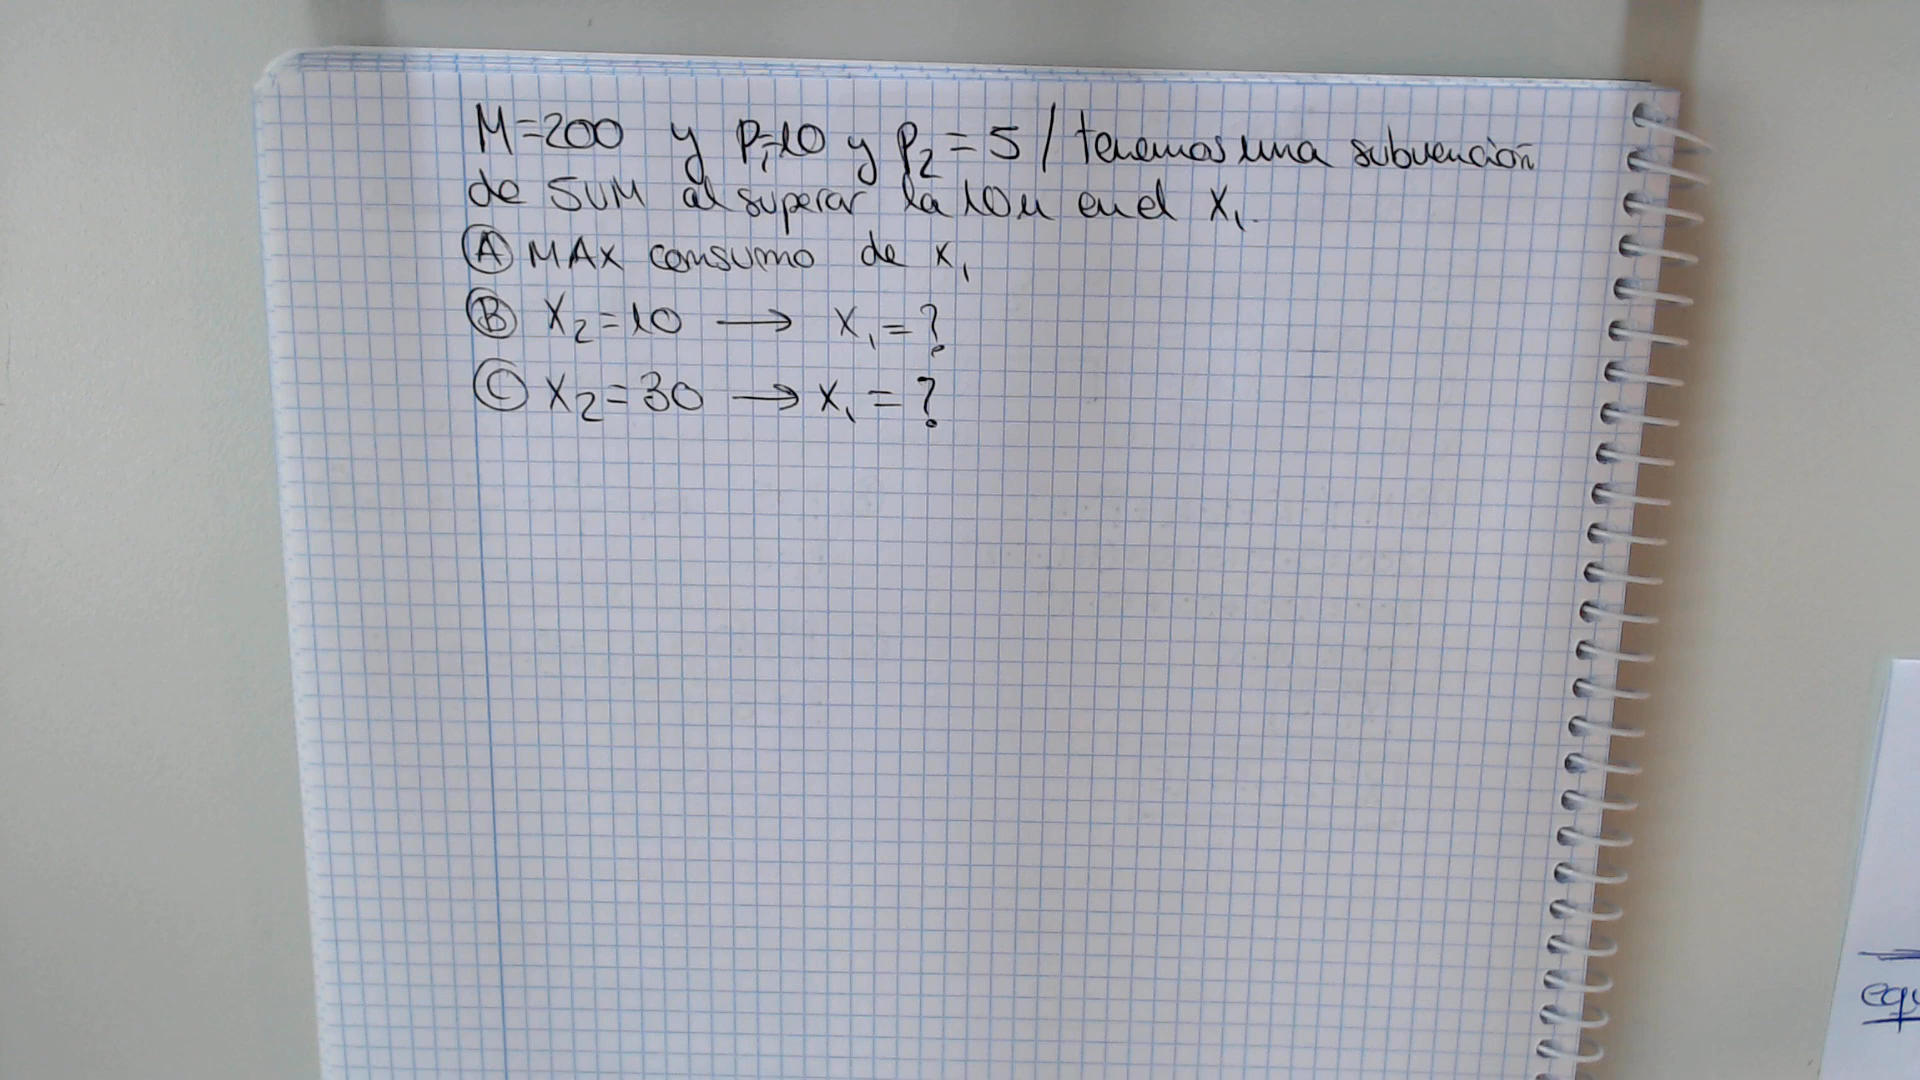 M=200 y P₁=10 y P₂=5 / tenemos una subvención
de 5UM al superar la 10u en el X₁.
Ⓐ MAX consumo de x₁
Ⓑ X₂=10 → X₁=?
Ⓒ X₂=30 → X₁=?
equ